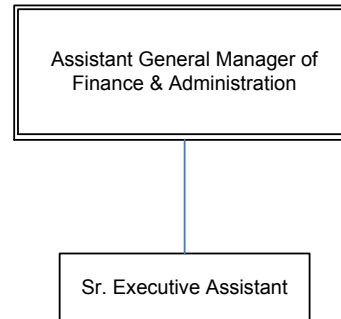 Assistant General Manager of
Finance & Administration
Sr. Executive Assistant